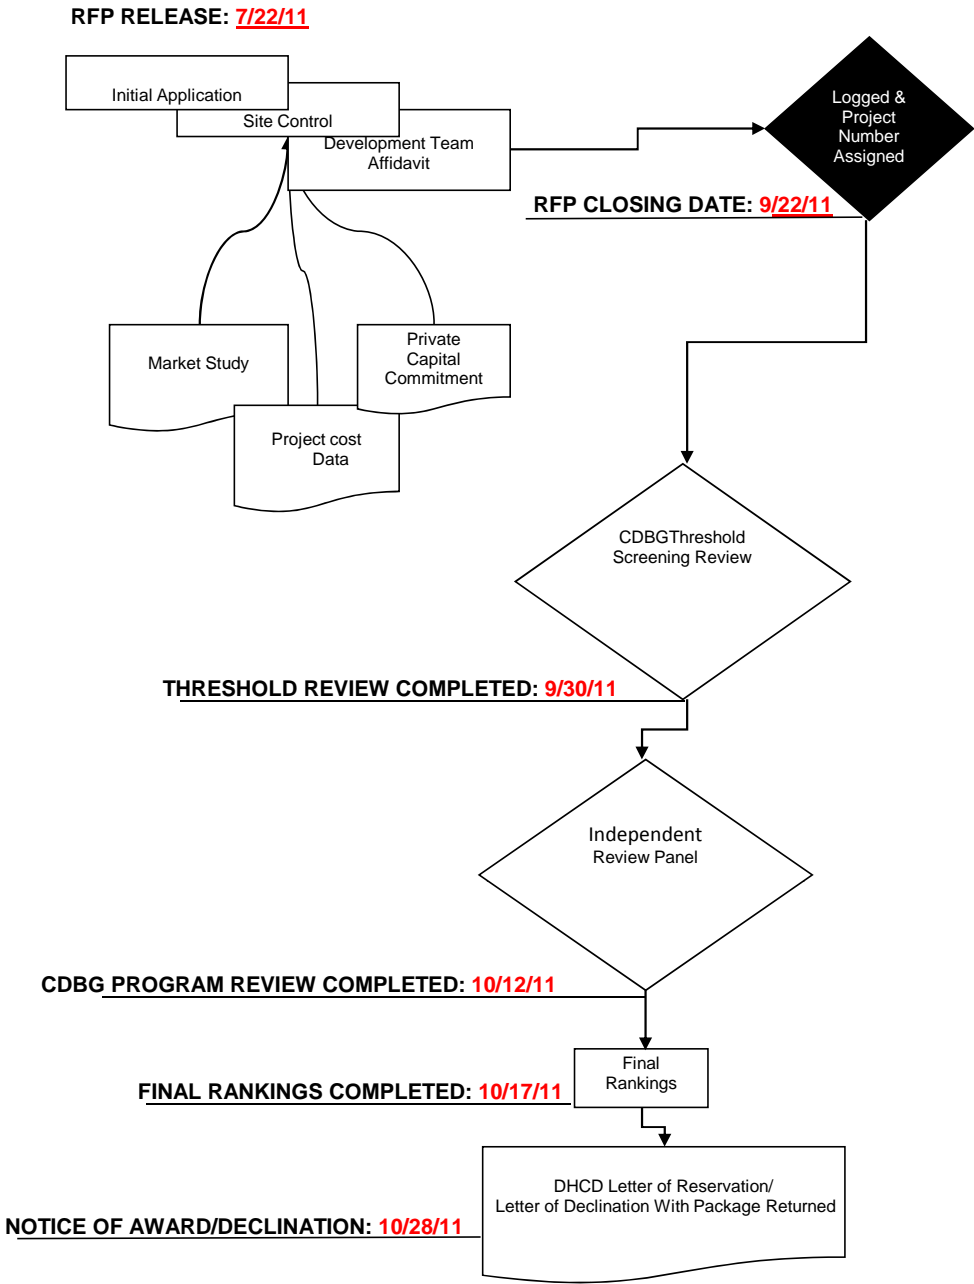 RFP RELEASE: 7/22/11
Initial Application
Site Control
Development Team
Affidavit
Logged &
Project
Number
Assigned
RFP CLOSING DATE: 9/22/11
Market Study
Private
Capital
Commitment
Project cost
Data
CDBGThreshold
Screening Review
THRESHOLD REVIEW COMPLETED: 9/30/11
Independent
Review Panel
CDBG PROGRAM REVIEW COMPLETED: 10/12/11
Final
Rankings
FINAL RANKINGS COMPLETED: 10/17/11
DHCD Letter of Reservation/
Letter of Declination With Package Returned
NOTICE OF AWARD/DECLINATION: 10/28/11